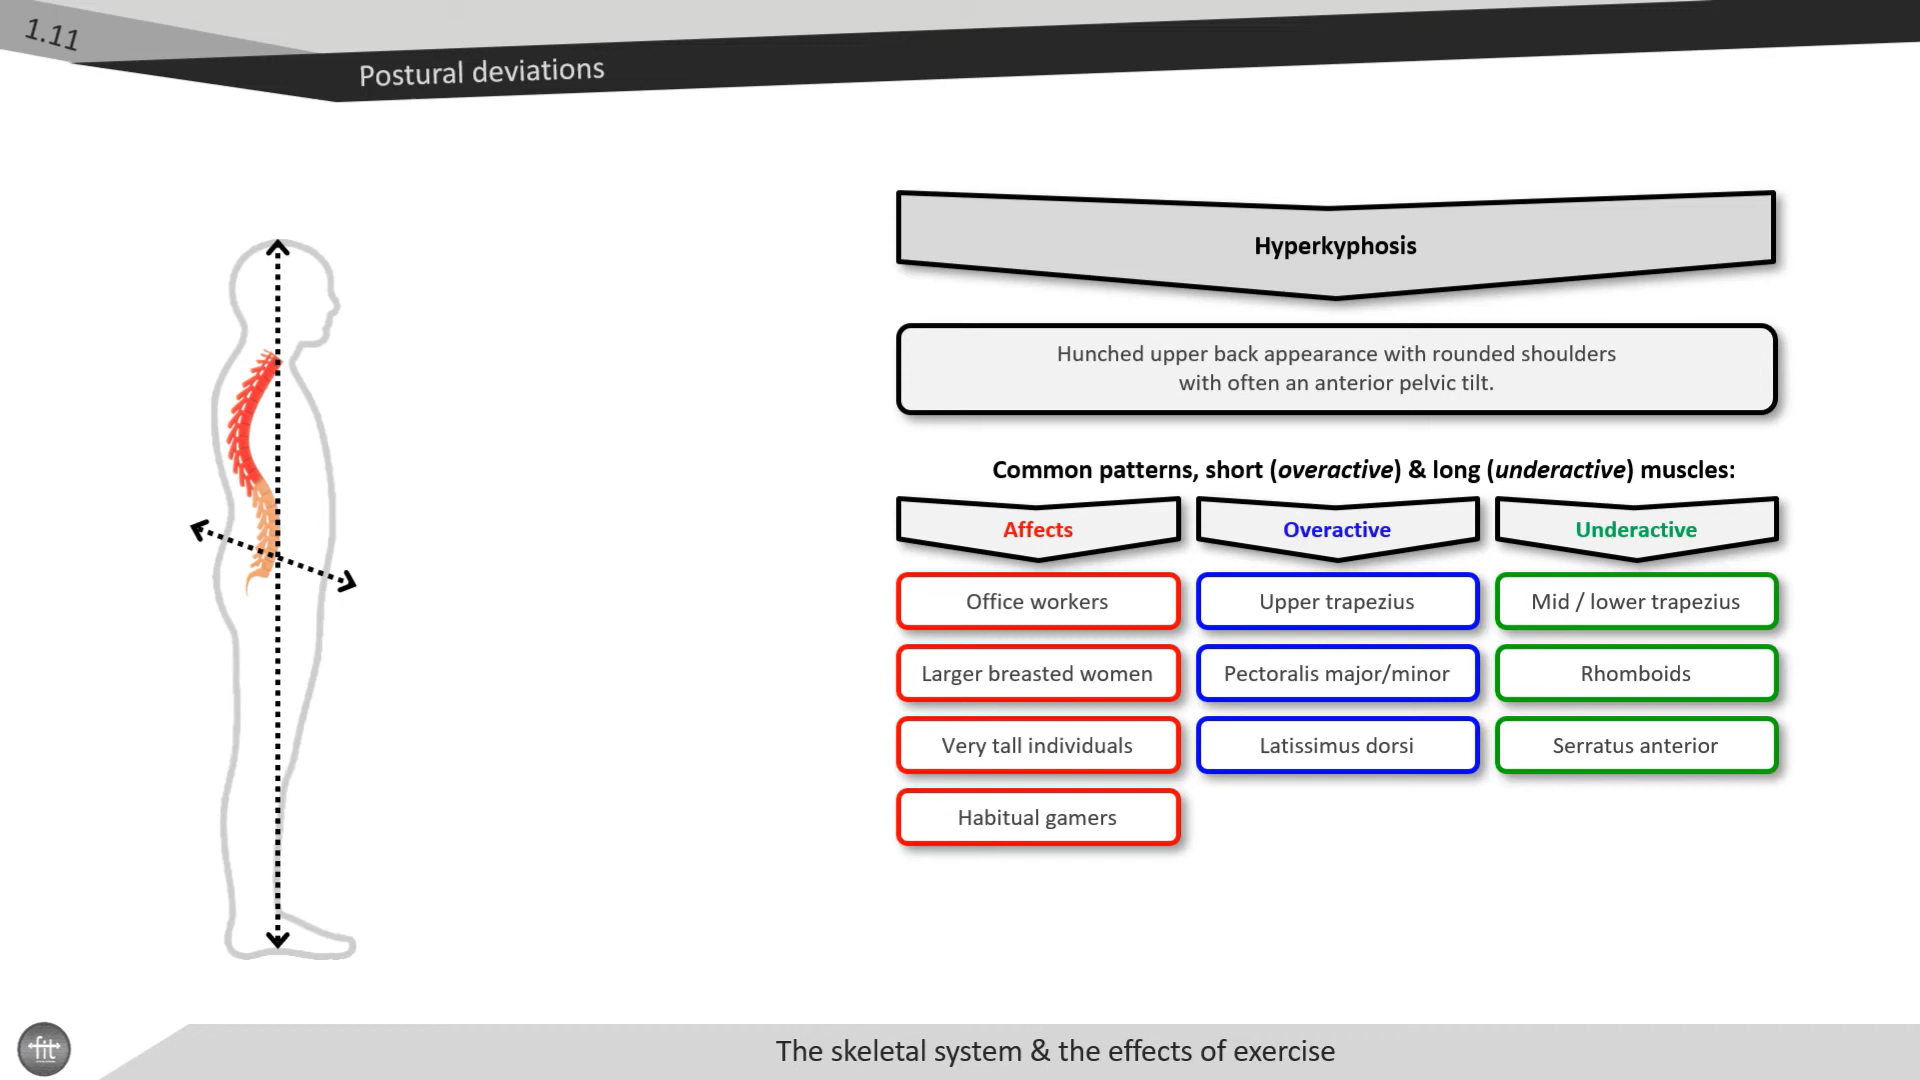 1.11
Postural deviations
Hyperkyphosis
Hunched upper back appearance with rounded shoulders
with often an anterior pelvic tilt.
Common patterns, short (overactive) & long (underactive) muscles:
Affects
Overactive
Underactive
Office workers
Upper trapezius
Mid / lower trapezius
Larger breasted women
Pectoralis major/minor
Rhomboids
Very tall individuals
Latissimus dorsi
Serratus anterior
Habitual gamers
fit
The skeletal system & the effects of exercise